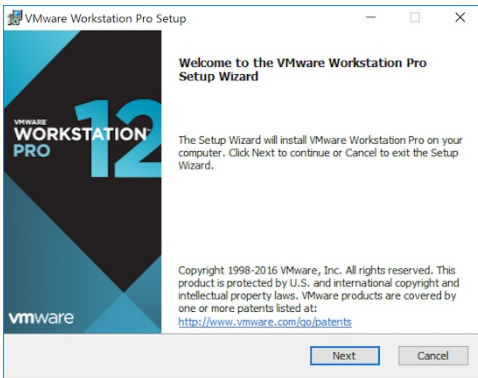 VMware Workstation Pro Setup
Welcome to the VMware Workstation Pro
Setup Wizard
VMWARE
WORKSTATION™
PRO
12
The Setup Wizard will install VMware Workstation Pro on your
computer. Click Next to continue or Cancel to exit the Setup
Wizard.
Copyright 1998-2016 VMware, Inc. All rights reserved. This
product is protected by U.S. and international copyright and
intellectual property laws. VMware products are covered by
one or more patents listed at:
http://www.vmware.com/go/patents
vmware
Next
Cancel